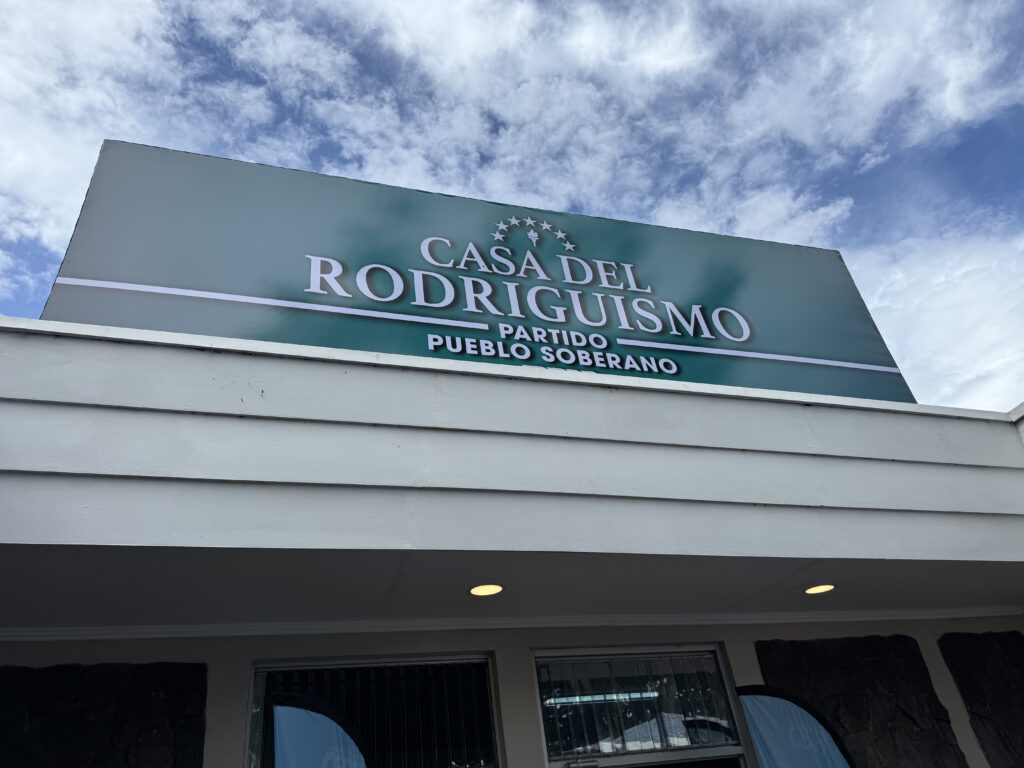 CASA DEL
RODRIGUISMO
PARTIDO
PUEBLO SOBERANO